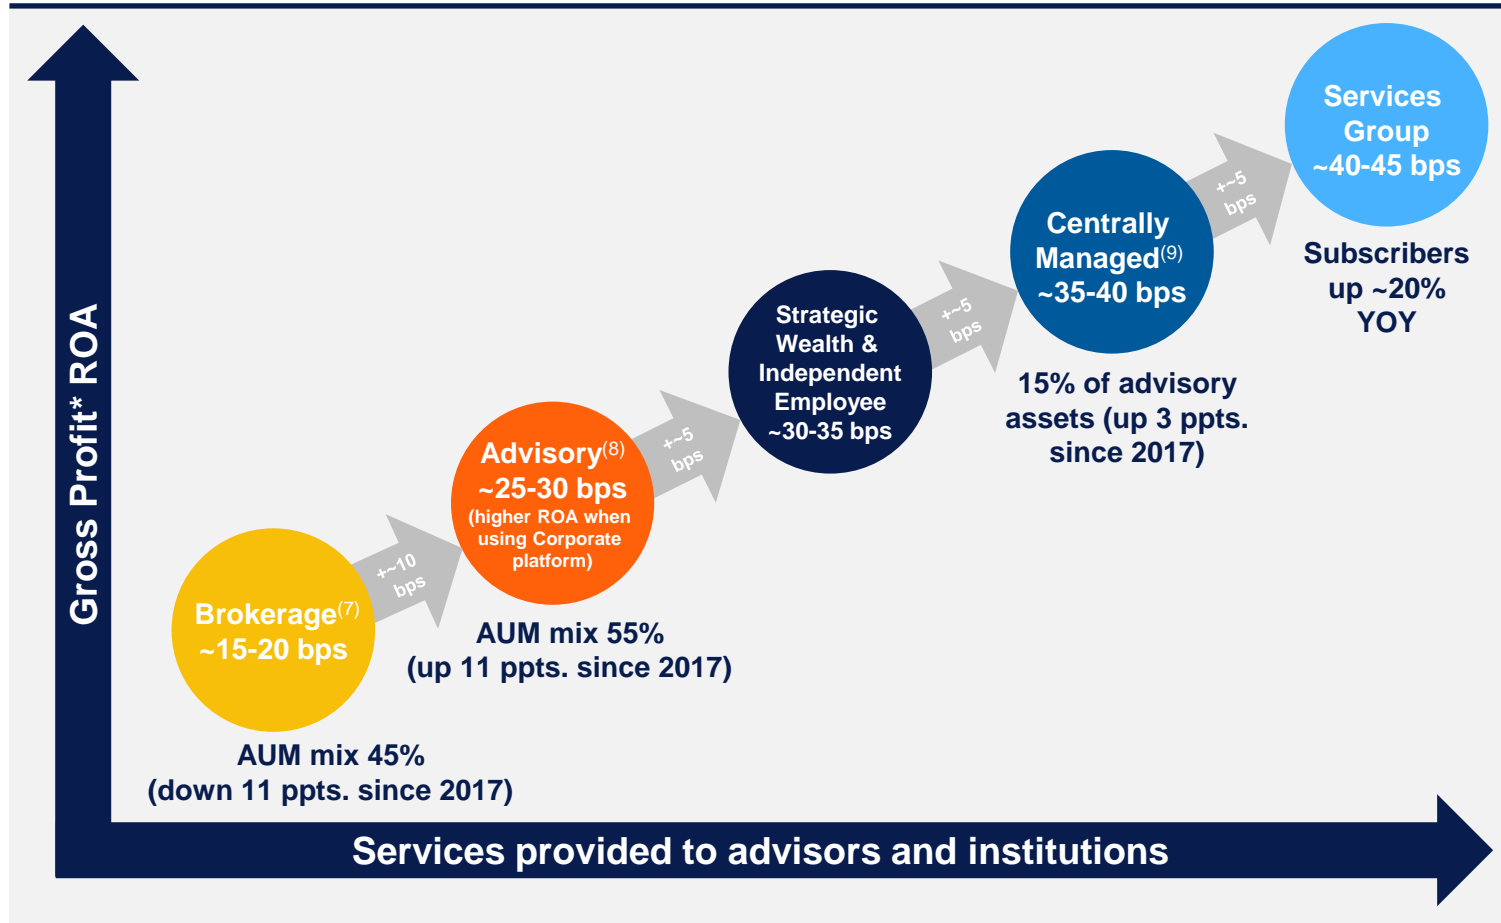 Gross Profit* ROA
Brokerage(7)
~15-20 bps
AUM mix 45%
(down 11 ppts. since 2017)
+~10
bps
Advisory(8)
~25-30 bps
(higher ROA when
using Corporate
platform)
AUM mix 55%
(up 11 ppts. since 2017)
+~5
bps
Strategic
Wealth &
Independent
Employee
~30-35 bps
+~5
bps
Centrally
Managed(9)
~35-40 bps
15% of advisory
assets (up 3 ppts.
since 2017)
+~5
bps
Services
Group
~40-45 bps
Subscribers
up ~20%
YOY
Services provided to advisors and institutions